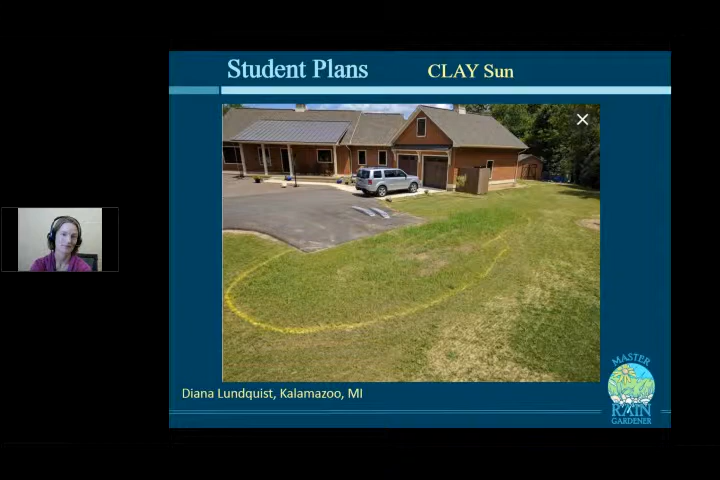 Student Plans CLAY Sun
Diana Lundquist, Kalamazoo, MI
MASTER
RAIN
GARDENER